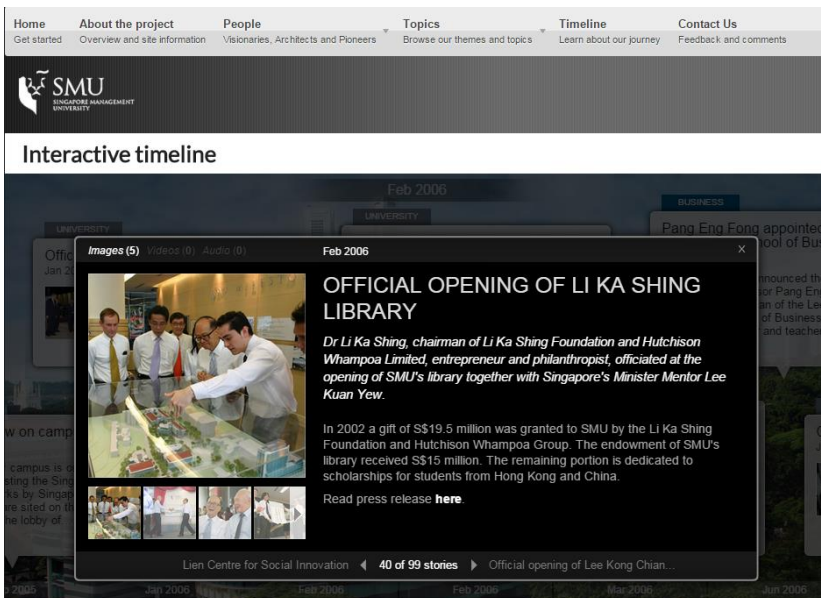 Home About the project People Topics Timeline Contact Us
Get started Overview and site information Visionaries, Architects and Pioneers Browse our themes and topics Learn about our journey Feedback and comments
SMU
SINGAPORE MANAGEMENT
UNIVERSITY
Interactive timeline
Feb 2006
BUSINESS
UNIVERSITY
UNIVERSITY
Pang Eng Fong appointed
Images (5) Videos (0) Audio (0) Feb 2006 X
OFFICIAL OPENING OF LI KA SHING
LIBRARY
Dr Li Ka Shing, chairman of Li Ka Shing Foundation and Hutchison
Whampoa Limited, entrepreneur and philanthropist, officiated at the
opening of SMU's library together with Singapore's Minister Mentor Lee
Kuan Yew.
In 2002 a gift of S$19.5 million was granted to SMU by the Li Ka Shing
Foundation and Hutchison Whampoa Group. The endowment of SMU's
library received S$15 million. The remaining portion is dedicated to
scholarships for students from Hong Kong and China.
Read press release here.
Lien Centre for Social Innovation 40 of 99 stories Official opening of Lee Kong Chian...
2005 Jan 2006 Feb 2006 Feb 2006 Mar 2006 Jun 2006